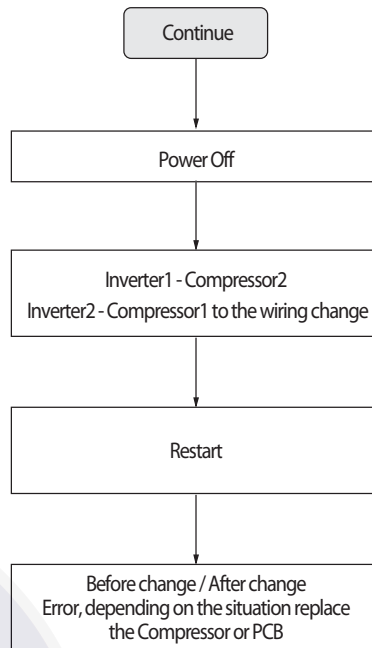 Continue
Power Off
Inverter1 - Compressor2
Inverter2 - Compressor1 to the wiring change
Restart
Before change / After change
Error, depending on the situation replace
the Compressor or PCB